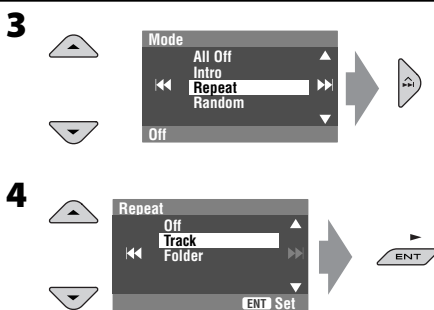 3
Mode
All Off
Intro
Repeat
Random
Off
4
Repeat
Off
Track
Folder
ENT Set
ENT